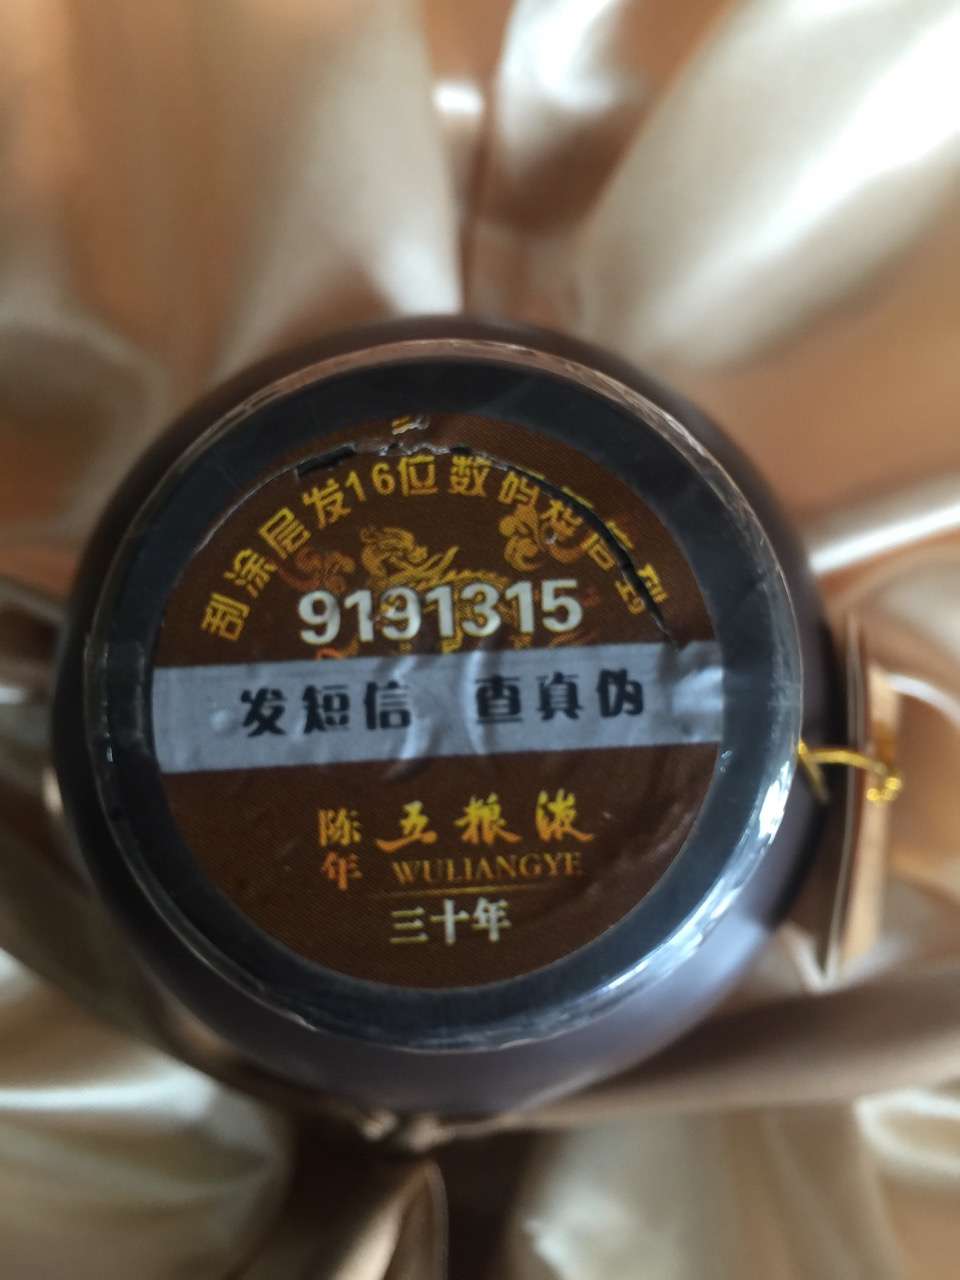 刮涂层发16位数码
9191315
发短信 查真伪
陈年 五粮液
WULIANGYE
三十年